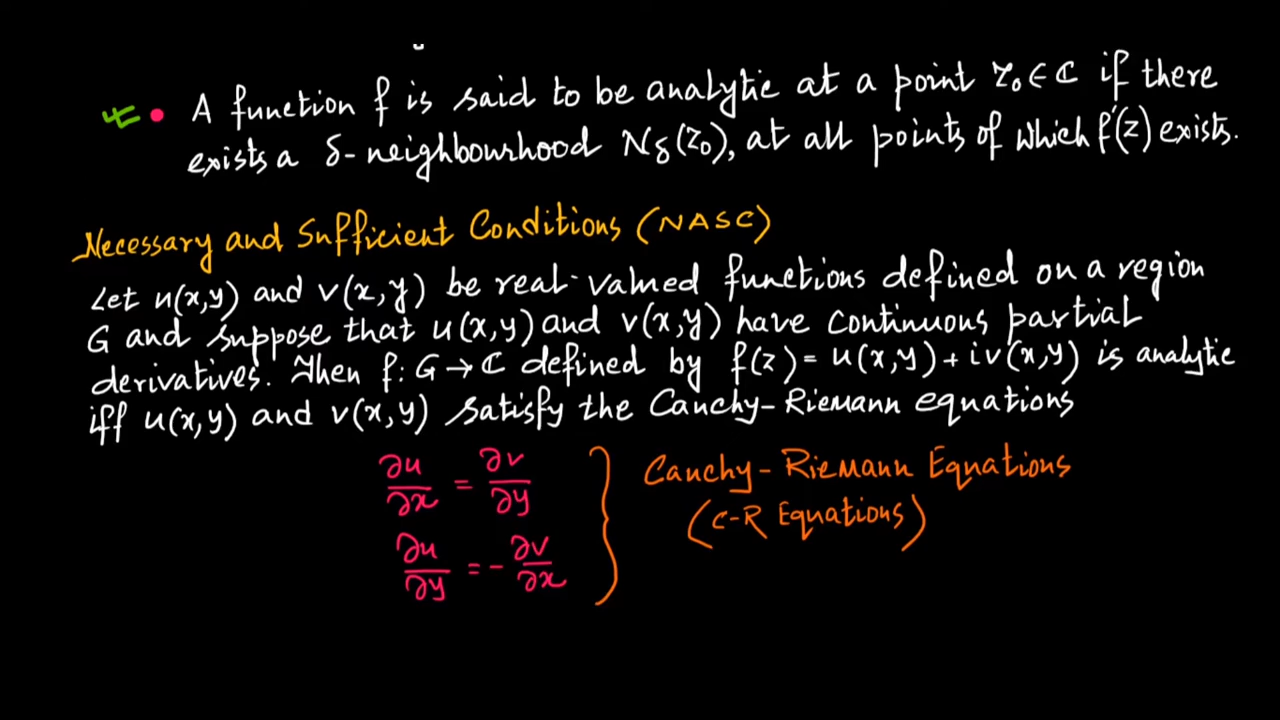 • A function f is said to be analytic at a point z₀ ∈ ℂ if there
exists a δ-neighbourhood Nδ(z₀), at all points of which f'(z) exists.
Necessary and Sufficient Conditions (NASC)
Let u(x,y) and v(x,y) be real-valued functions defined on a region
G and suppose that u(x,y) and v(x,y) have continuous partial
derivatives. Then f: G → ℂ defined by f(z) = u(x,y) + i v(x,y) is analytic
iff u(x,y) and v(x,y) satisfy the Cauchy-Riemann equations
∂u/∂x = ∂v/∂y } Cauchy-Riemann Equations
(C-R Equations)
∂u/∂y = - ∂v/∂x